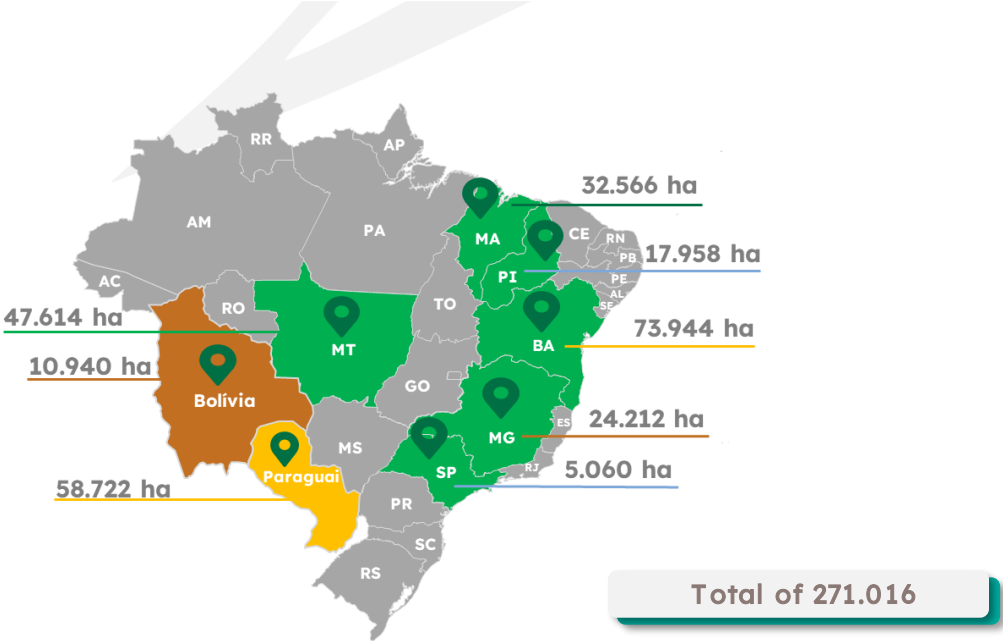 RR
AP
32.566 ha
AM
PA
MA
CE
RN
PB
17.958 ha
AC
PI
PE
AL
SE
RO
TO
47.614 ha
73.944 ha
MT
BA
10.940 ha
GO
Bolívia
24.212 ha
ES
MG
MS
5.060 ha
RJ
SP
Paraguai
58.722 ha
PR
SC
RS
Total of 271.016